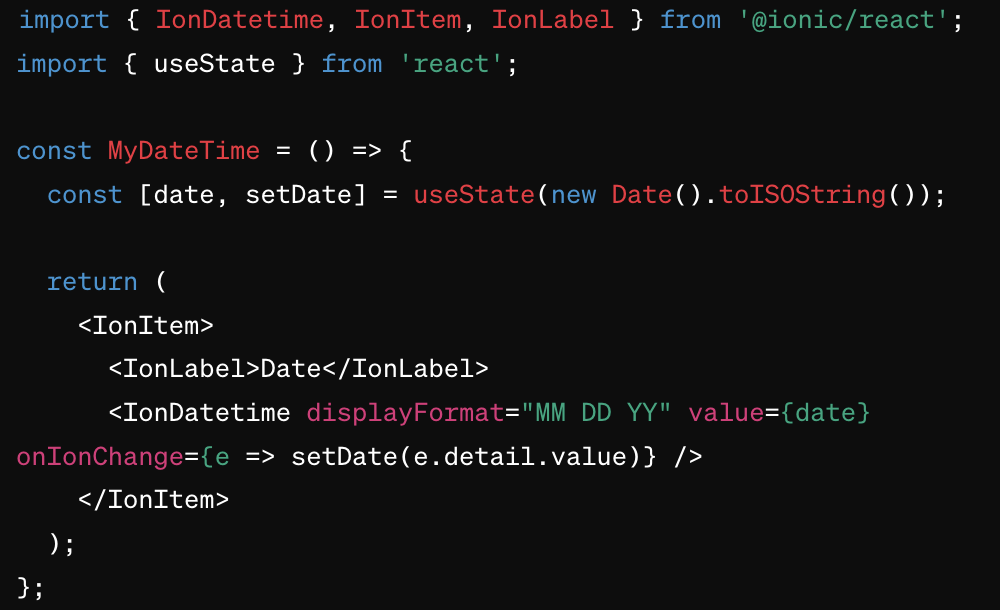 import { IonDatetime, IonItem, IonLabel } from '@ionic/react';
import { useState } from 'react';

const MyDateTime = () => {
  const [date, setDate] = useState(new Date().toISOString());

  return (
    <IonItem>
      <IonLabel>Date</IonLabel>
      <IonDatetime displayFormat="MM DD YY" value={date}
onIonChange={e => setDate(e.detail.value)} />
    </IonItem>
  );
};